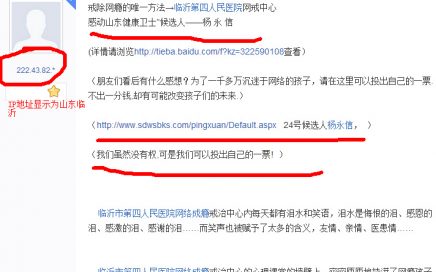 戒除网瘾的唯一方法→临沂第四人民医院网戒中心
感动山东健康卫士"候选人——杨 永 信
(详情请浏览http://tieba.baidu.com/f?kz=322590108查看）
（朋友们看后有什么感想？为了一千多万沉迷于网络的孩子，请在这里可以投出自己的一票.
不出一分钱.却有可能改变孩子们的未来.）
222.43.82.*
IP地址显示为山东临沂
（http://www.sdwsbks.com/pingxuan/Default.aspx 24号候选人杨永信， ）
（我们虽然没有权.可是我们可以投出自己的一票！）
临沂市第四人民医院网络成瘾戒治中心内每天都有泪水和笑语，泪水是悔恨的泪、感恩的
泪、感激的泪、感谢的泪……而笑声也被赋予了太多的含义，友情、亲情、医患情……